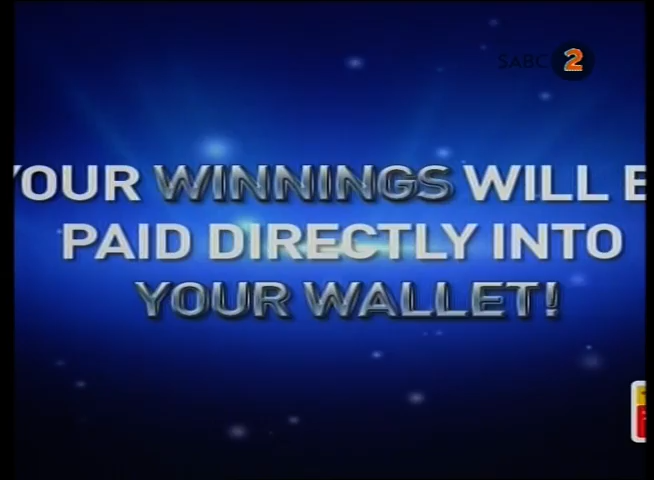 SABC 2
OUR WINNINGS WILL
PAID DIRECTLY INTO
YOUR WALLET!